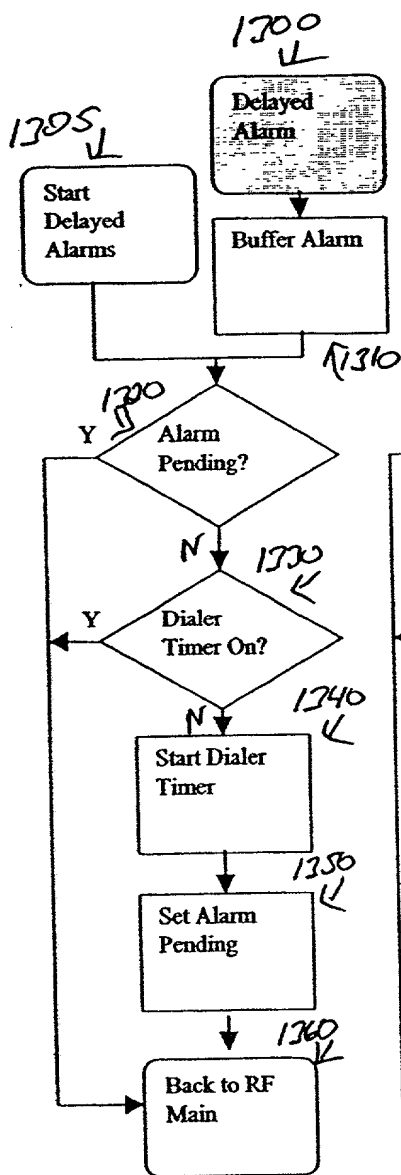 1300
Delayed
Alarm
1305
Start
Delayed
Alarms
Buffer Alarm
1310
Y
Alarm
Pending?
N
1330
Y
Dialer
Timer On?
N
1340
Start Dialer
Timer
1350
Set Alarm
Pending
1360
Back to RF
Main